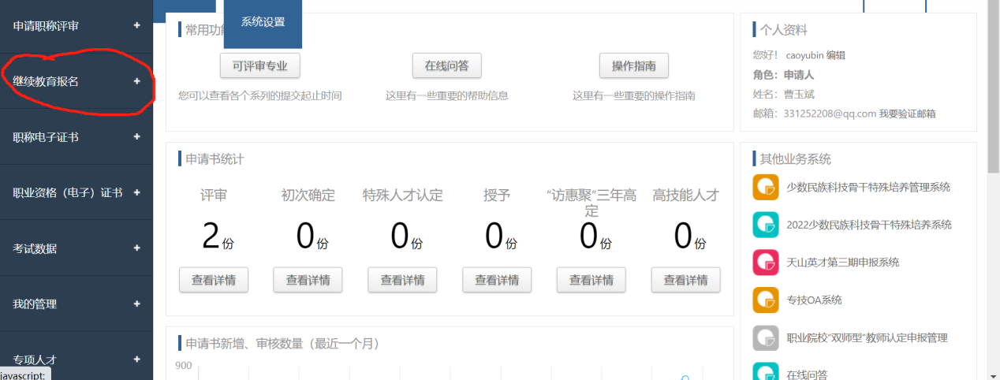 申请职称评审 +
继续教育报名 +
职称电子证书 +
职业资格（电子）证书 +
考试数据 +
我的管理 +
专项人才 +
javascript:
系统设置
常用功
可评审专业
在线问答
操作指南
您可以查看各个系列的提交起止时间
这里有一些重要的帮助信息
这里有一些重要的操作指南
申请书统计
评审
初次确定
特殊人才认定
授予
“访惠聚”三年高
定
高技能人才
2份
0份
0份
0份
0份
0份
查看详情
查看详情
查看详情
查看详情
查看详情
查看详情
申请书新增、审核数量（最近一个月）
900
个人资料
您好！ caoyubin 编辑
角色：申请人
姓名：曹玉斌
邮箱：331252208@qq.com 我要验证邮箱
其他业务系统
少数民族科技骨干特殊培养管理系统
2022少数民族科技骨干特殊培养系统
天山英才第三期申报系统
专技OA系统
职业院校“双师型”教师认定申报管理
在线问答